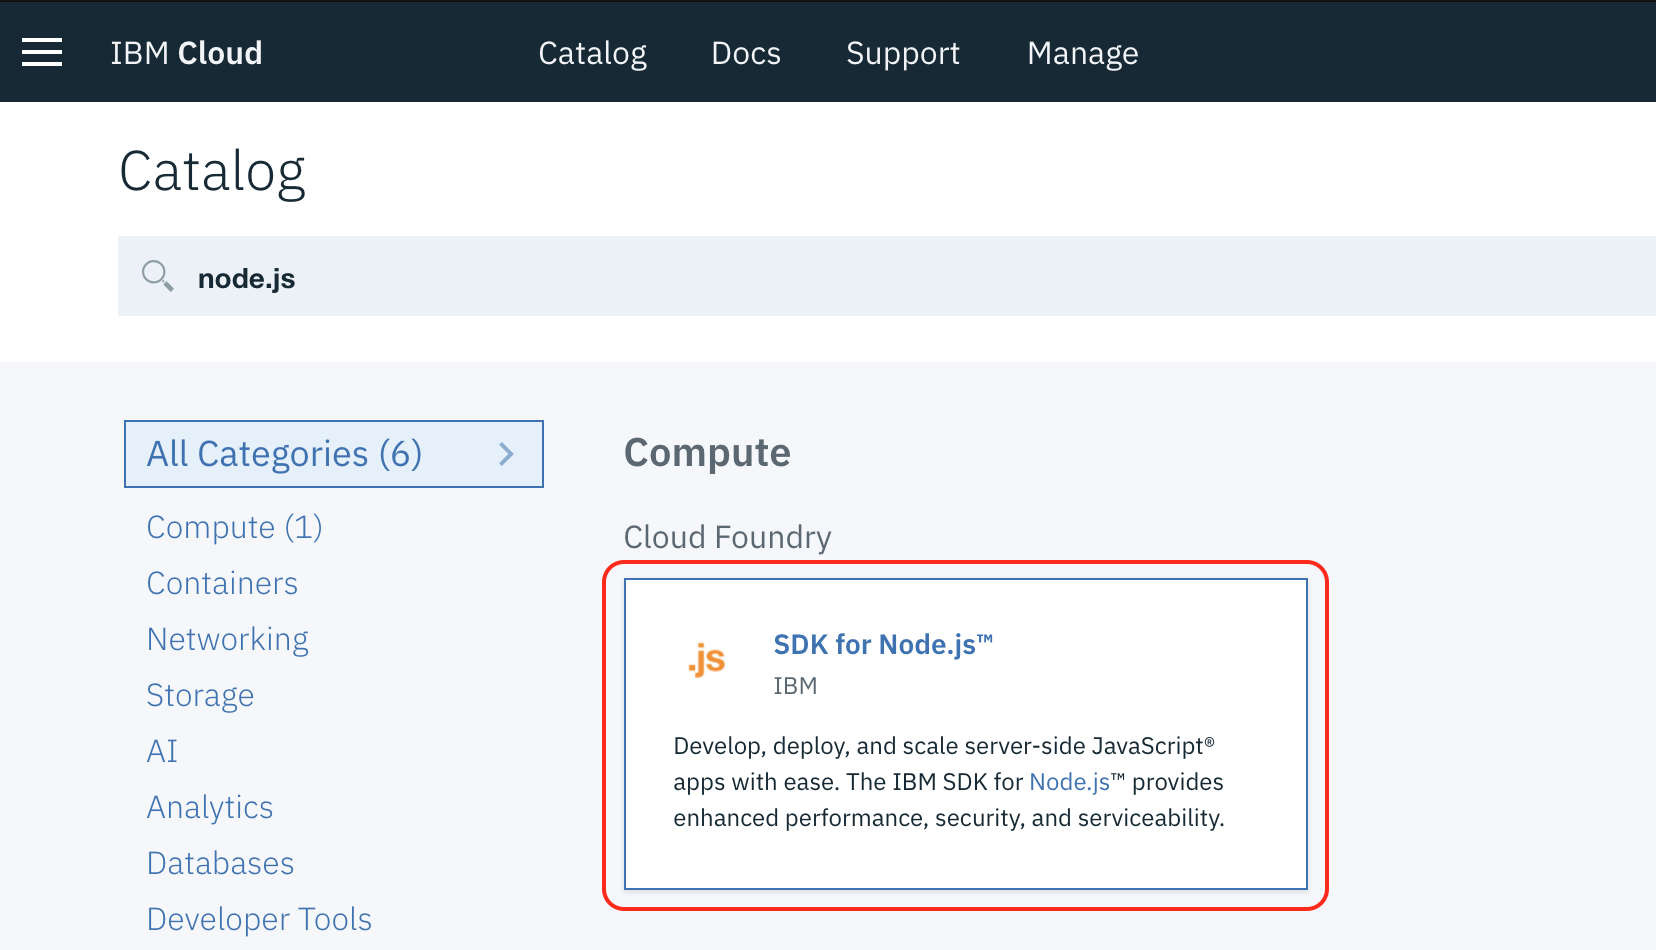 IBM Cloud
Catalog
Docs
Support
Manage
Catalog
node.js
All Categories (6)
Compute (1)
Containers
Networking
Storage
AI
Analytics
Databases
Developer Tools
Compute
Cloud Foundry
.js
SDK for Node.js™
IBM
Develop, deploy, and scale server-side JavaScript®
apps with ease. The IBM SDK for Node.js™ provides
enhanced performance, security, and serviceability.